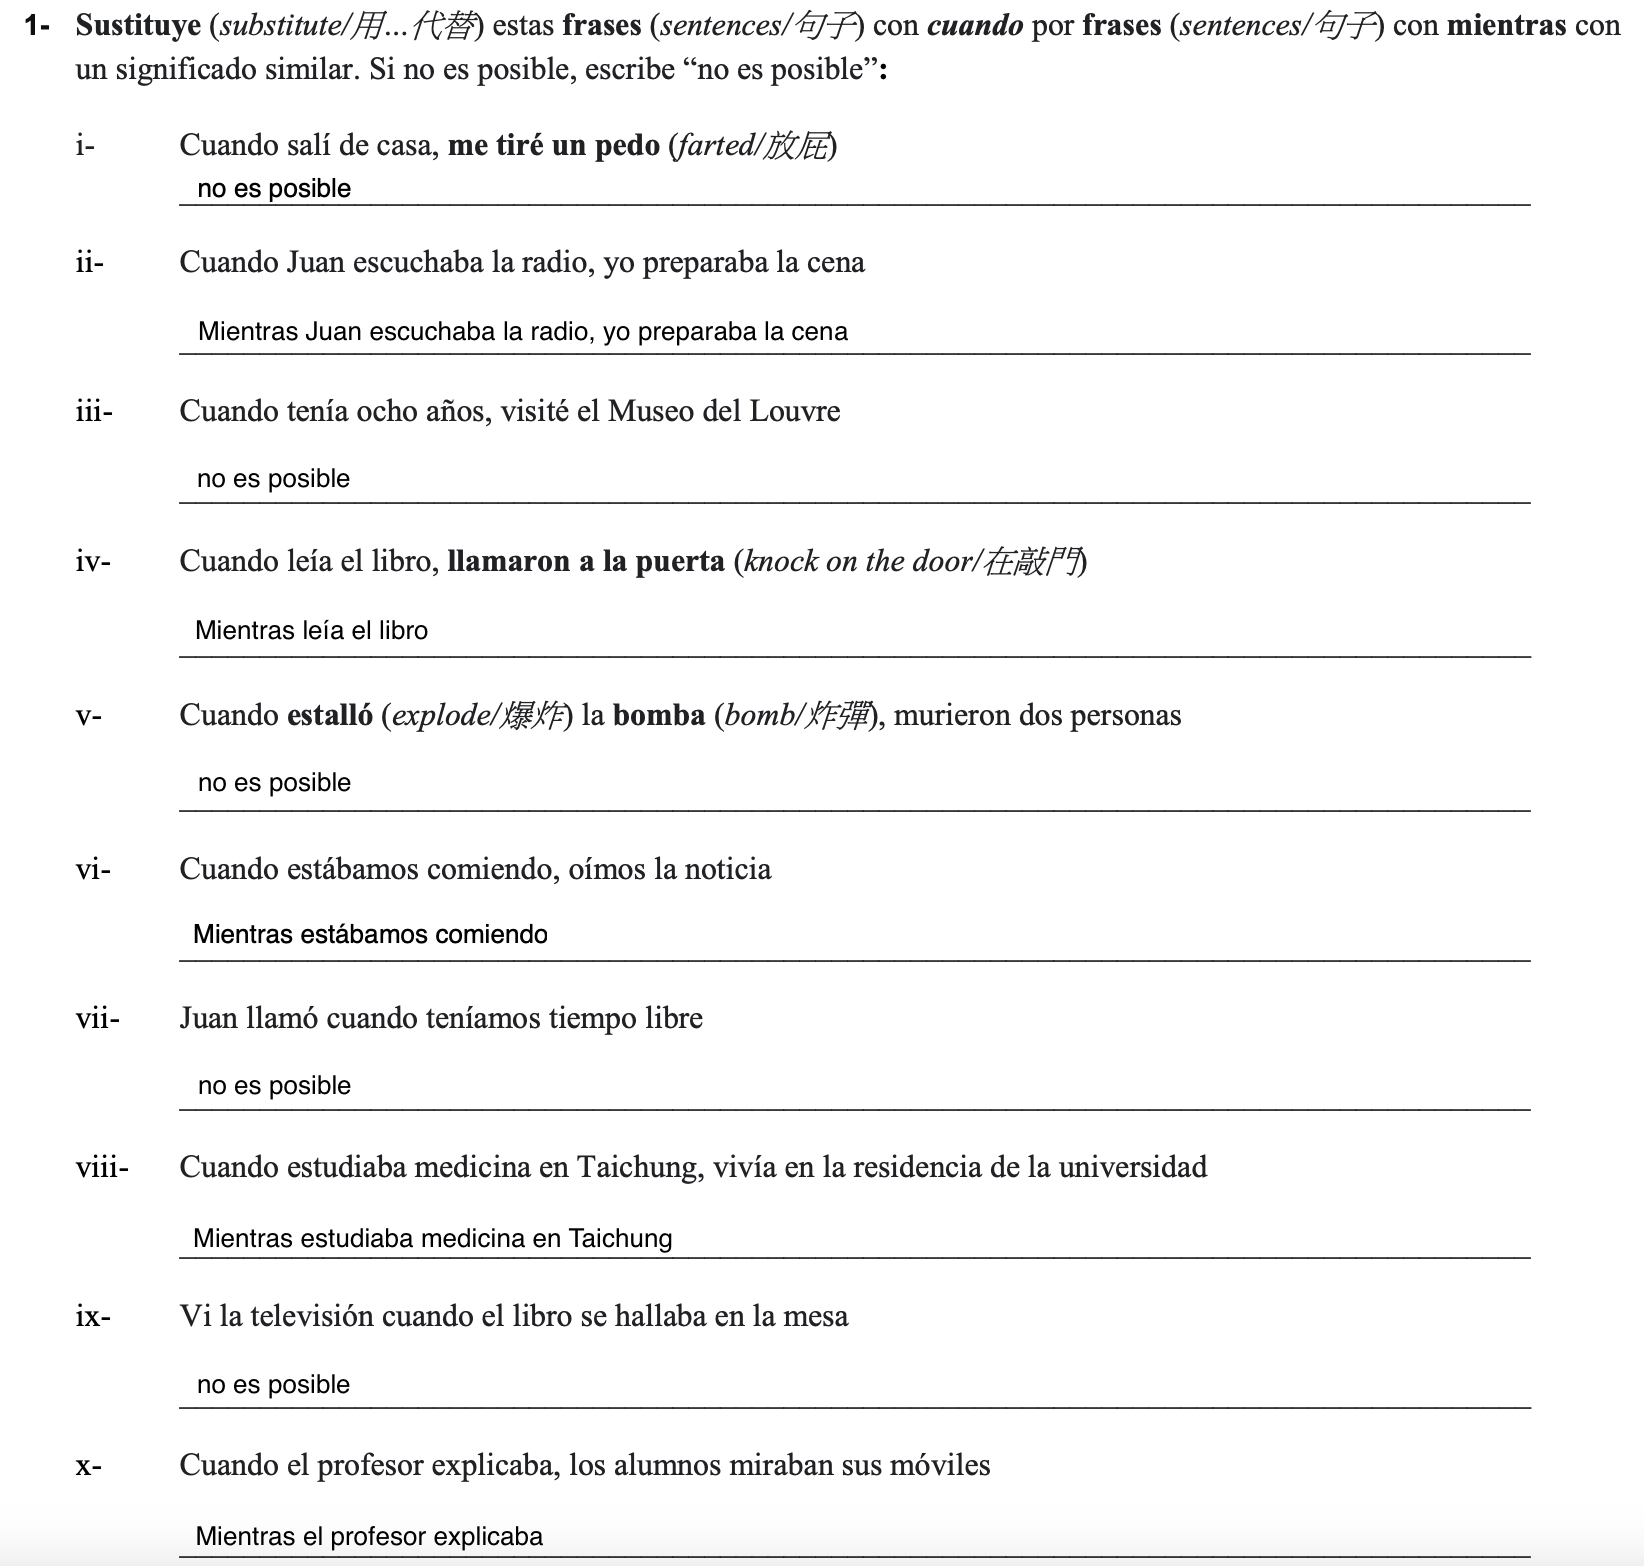 1- Sustituye (substitute/用...代替) estas frases (sentences/句子) con cuando por frases (sentences/句子) con mientras con
un significado similar. Si no es posible, escribe “no es posible”:
i- Cuando salí de casa, me tiré un pedo (farted/放屁)
no es posible
ii- Cuando Juan escuchaba la radio, yo preparaba la cena
Mientras Juan escuchaba la radio, yo preparaba la cena
iii- Cuando tenía ocho años, visité el Museo del Louvre
no es posible
iv- Cuando leía el libro, llamaron a la puerta (knock on the door/在敲門)
Mientras leía el libro
v- Cuando estalló (explode/爆炸) la bomba (bomb/炸彈), murieron dos personas
no es posible
vi- Cuando estábamos comiendo, oímos la noticia
Mientras estábamos comiendo
vii- Juan llamó cuando teníamos tiempo libre
no es posible
viii- Cuando estudiaba medicina en Taichung, vivía en la residencia de la universidad
Mientras estudiaba medicina en Taichung
ix- Vi la televisión cuando el libro se hallaba en la mesa
no es posible
x- Cuando el profesor explicaba, los alumnos miraban sus móviles
Mientras el profesor explicaba